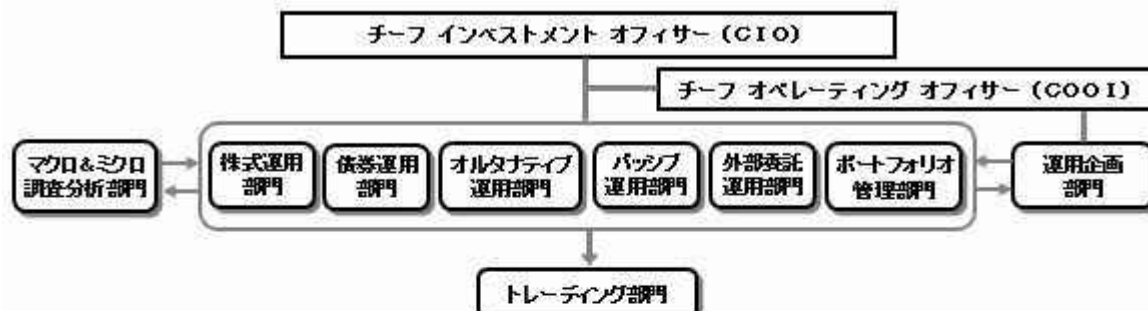 チーフ インベストメント オフィサー（CIO）
チーフ オペレーティング オフィサー（COOI）
マクロ&ミクロ
調査分析部門
株式運用
部門
債券運用
部門
オルタナティブ
運用部門
パッシブ
運用部門
外部委託
運用部門
ポートフォリオ
管理部門
運用企画
部門
トレーディング部門